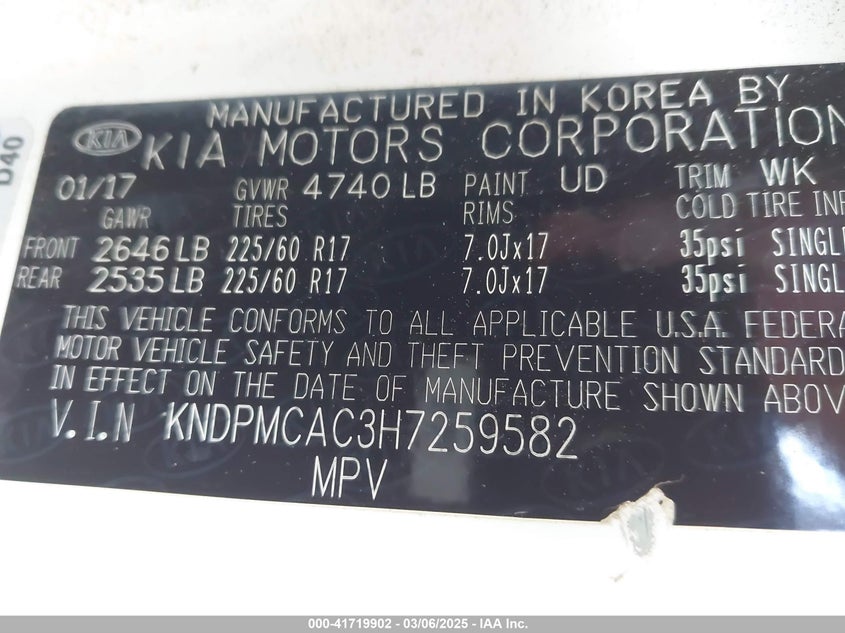 D40
MANUFACTURED IN KOREA BY
KIA KIA MOTORS CORPORATION
01/17 GVWR 4740 LB PAINT UD TRIM WK
GAWR TIRES RIMS COLD TIRE INF
FRONT 2646 LB 225/60 R17 7.0Jx17 35psi SINGL
REAR 2535 LB 225/60 R17 7.0Jx17 35psi SINGL
THIS VEHICLE CONFORMS TO ALL APPLICABLE U.S.A. FEDERA
MOTOR VEHICLE SAFETY AND THEFT PREVENTION STANDARD
IN EFFECT ON THE DATE OF MANUFACTURE SHOWN ABOV
V.I.N KNDPMCAC3H7259582
MPV
000-41719902 - 03/06/2025 - IAA Inc.